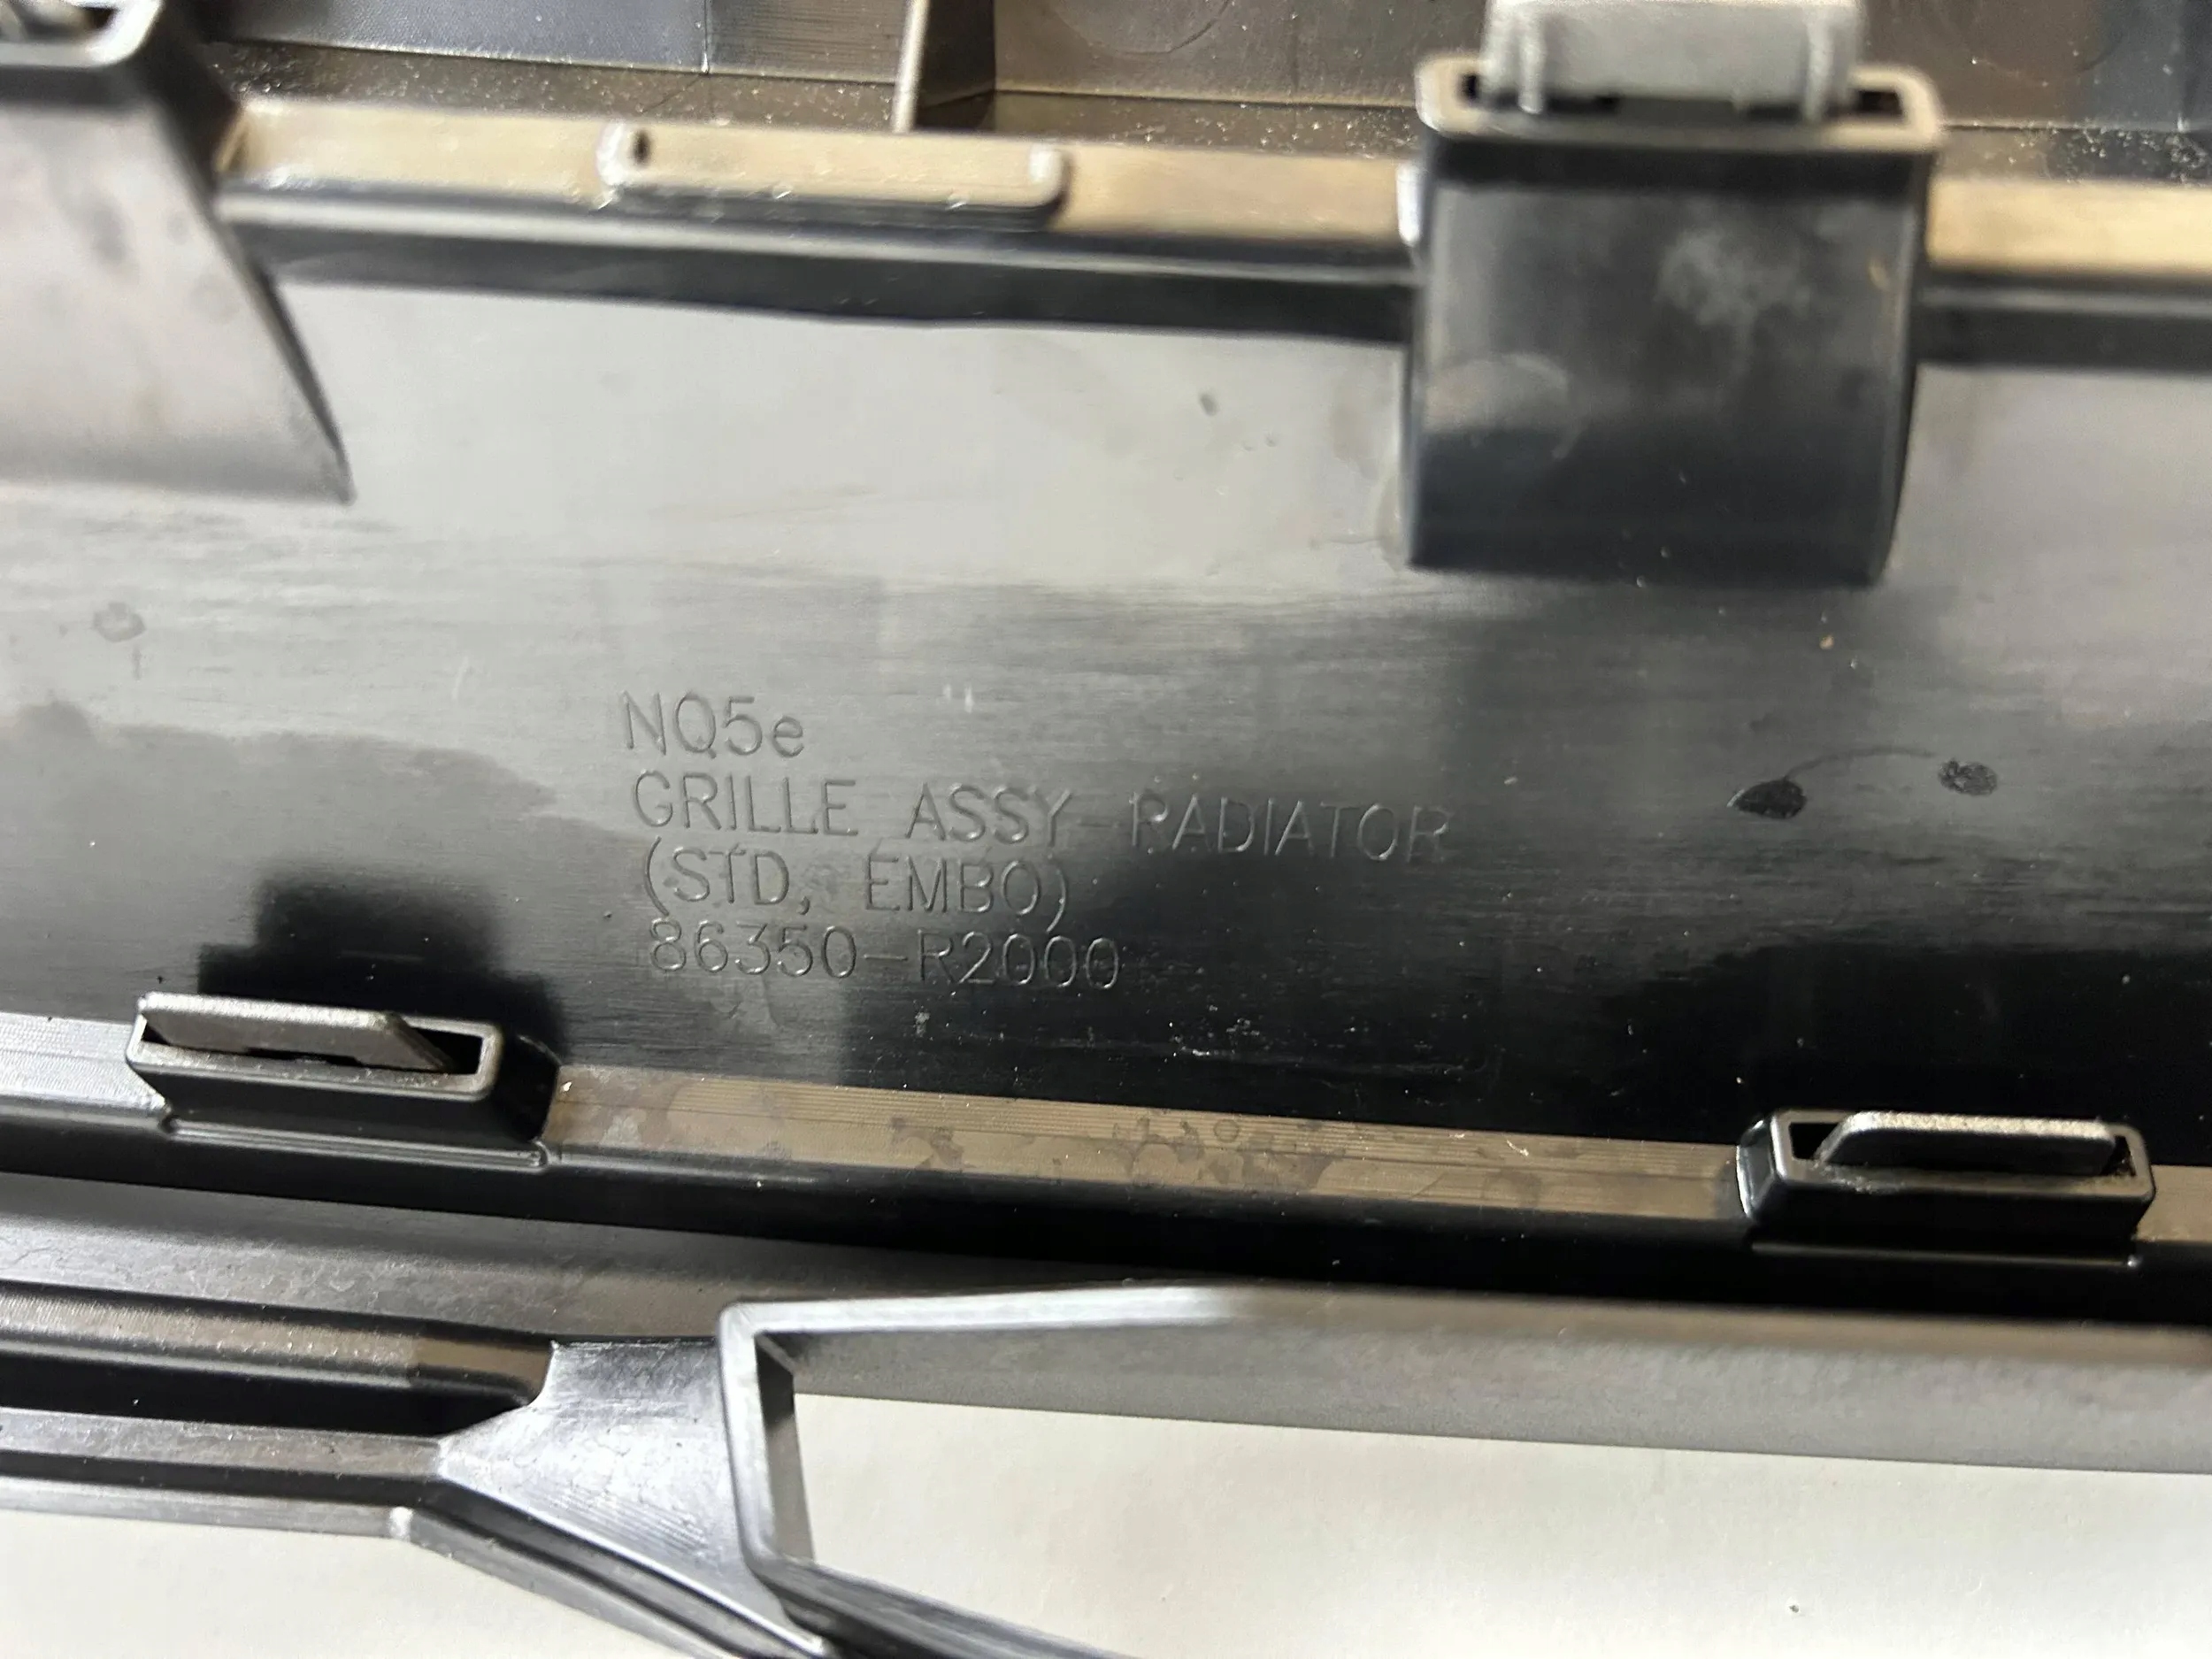 NQ5e
GRILLE ASSY-RADIATOR
(STD, EMBO)
86350-R2000